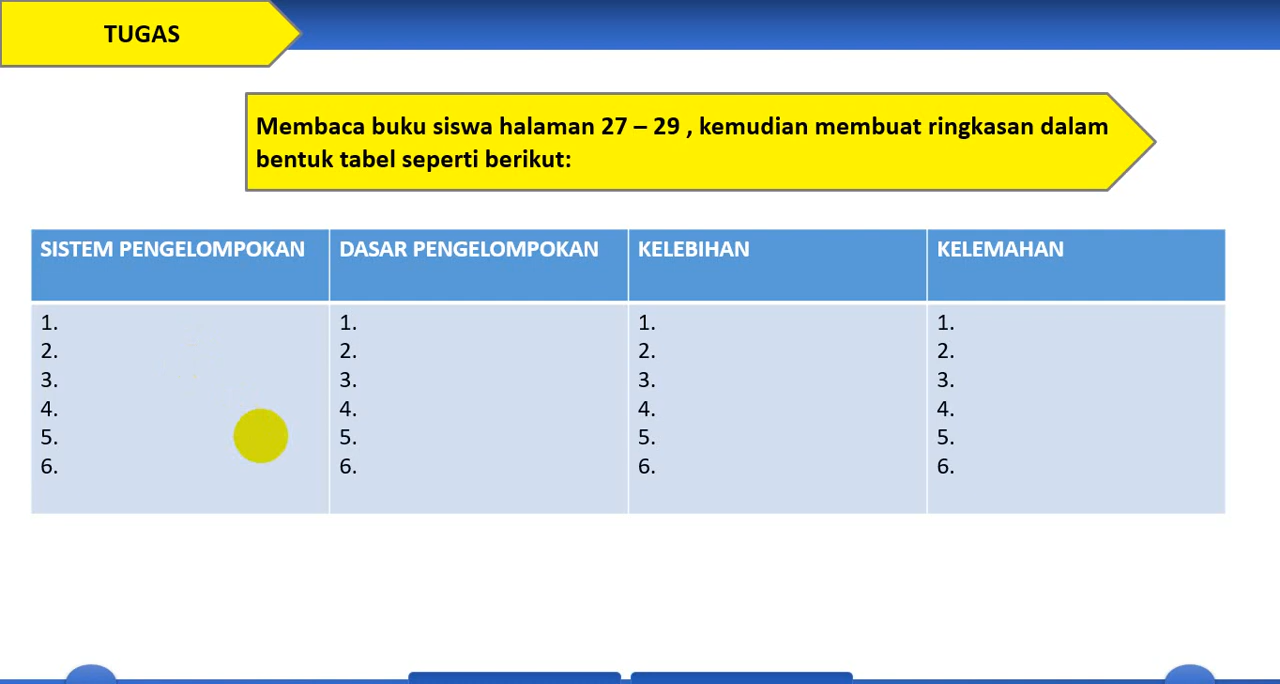 TUGAS
Membaca buku siswa halaman 27 – 29 , kemudian membuat ringkasan dalam
bentuk tabel seperti berikut:
SISTEM PENGELOMPOKAN DASAR PENGELOMPOKAN KELEBIHAN KELEMAHAN
1. 1. 1. 1.
2. 2. 2. 2.
3. 3. 3. 3.
4. 4. 4. 4.
5. 5. 5. 5.
6. 6. 6. 6.